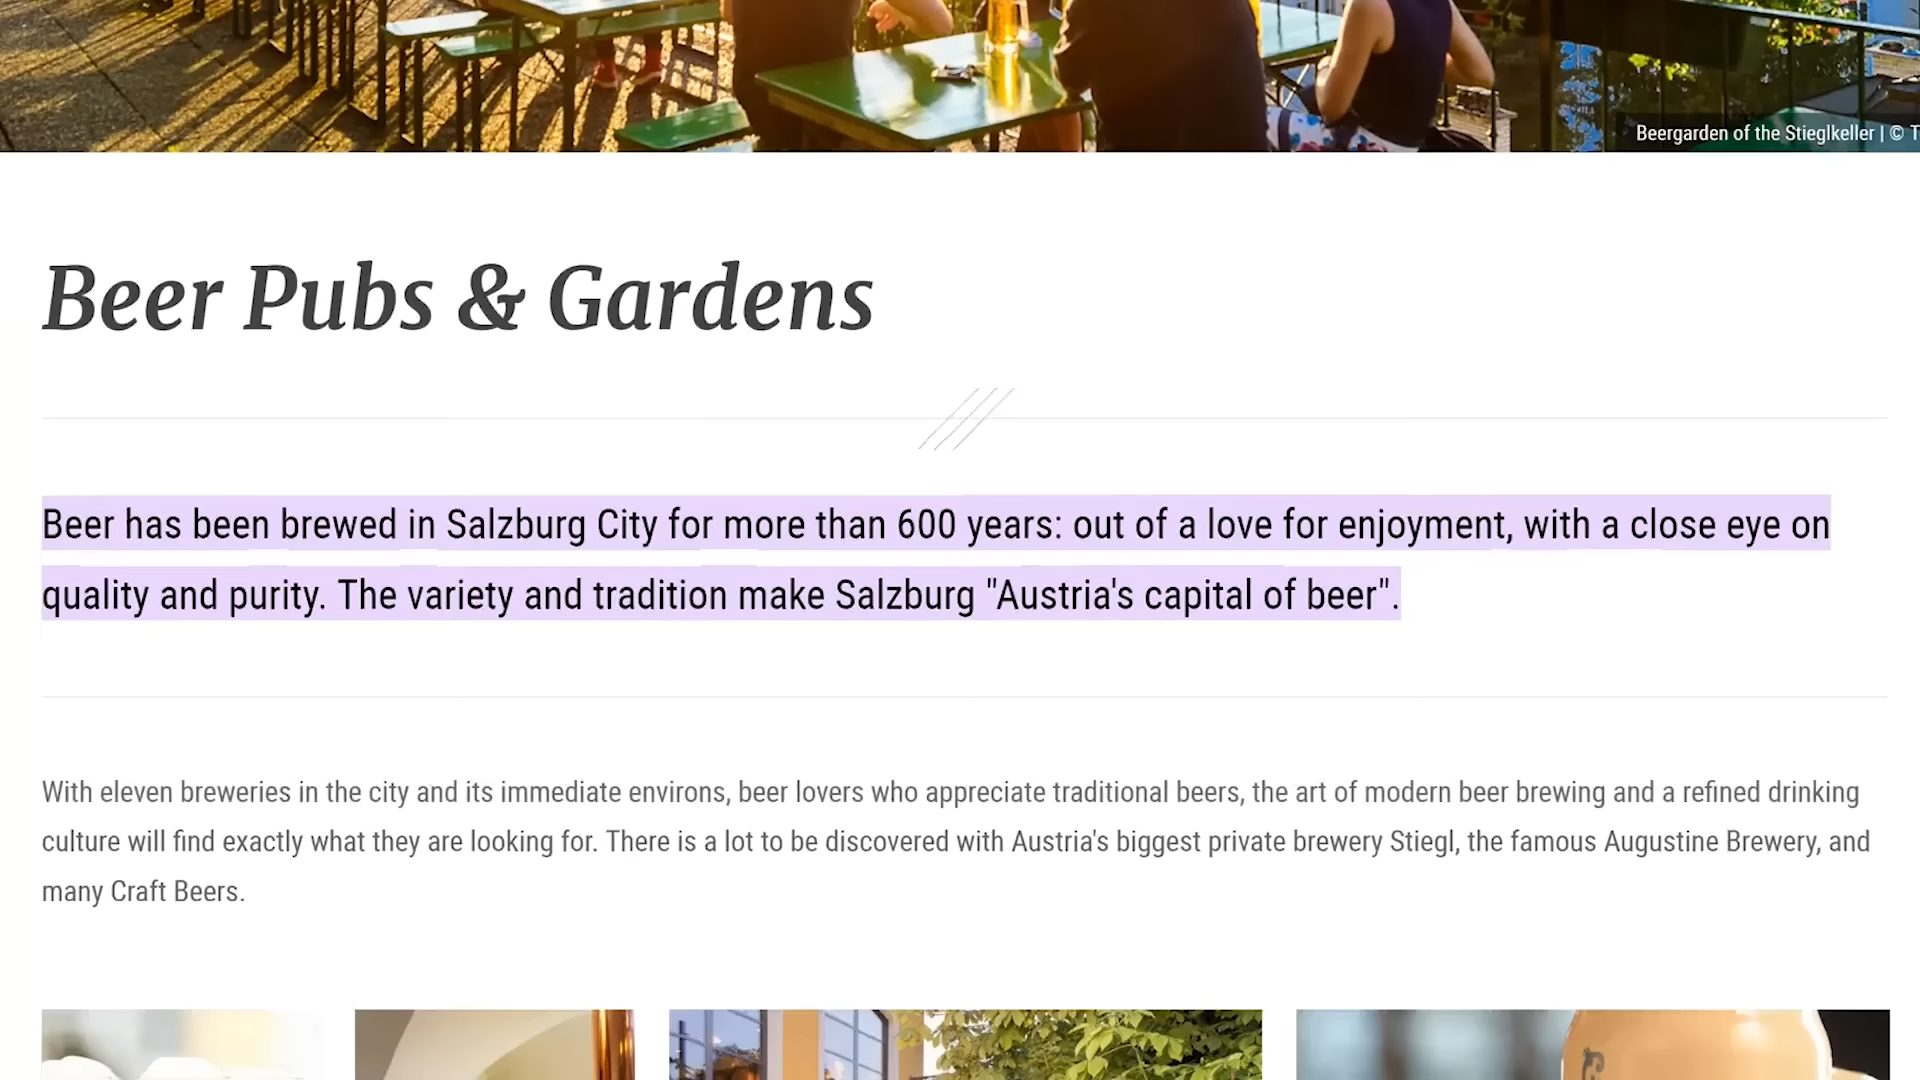 Beergarden of the Stieglkeller | ©
Beer Pubs & Gardens
Beer has been brewed in Salzburg City for more than 600 years: out of a love for enjoyment, with a close eye on
quality and purity. The variety and tradition make Salzburg "Austria's capital of beer".
With eleven breweries in the city and its immediate environs, beer lovers who appreciate traditional beers, the art of modern beer brewing and a refined drinking
culture will find exactly what they are looking for. There is a lot to be discovered with Austria's biggest private brewery Stiegl, the famous Augustine Brewery, and
many Craft Beers.